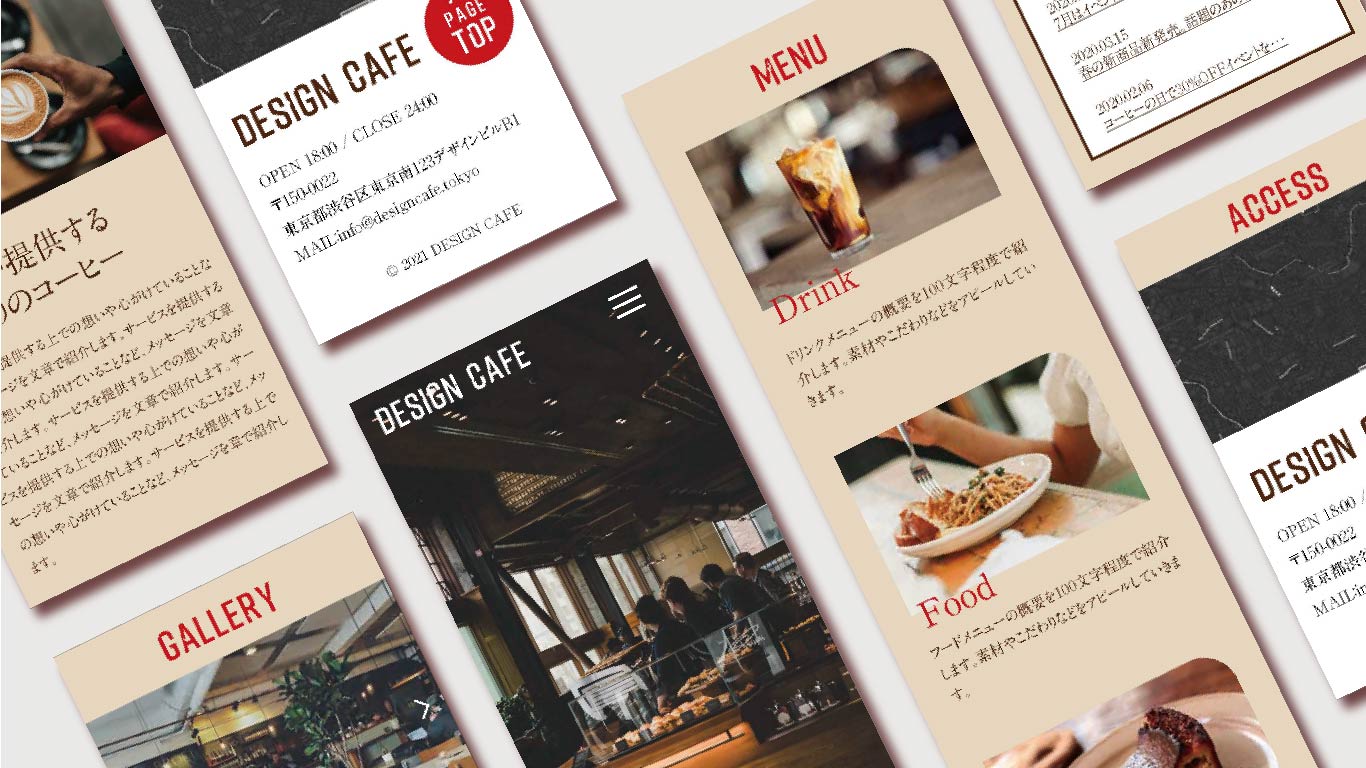 提供する
のコーヒー
提供する上での想いや心がけていることな
ージを文章で紹介します。サービスを提供する
想いや心がけていることなど、メッセージを文章
介します。サービスを提供する上での想いや心が
ていることなど、メッセージを文章で紹介します。サー
ビスを提供する上での想いや心がけていることなど、メッ
セージを文章で紹介します。サービスを提供する上で
の想いや心がけていることなど、メッセージを章で紹介し
ます。
GALLERY
PAGE
TOP
DESIGN CAFE
OPEN 18:00 / CLOSE 24:00
〒150-0022
東京都渋谷区東京南123デザインビルB1
MAIL:info@designcafe.tokyo
© 2021 DESIGN CAFE
DESIGN CAFE
MENU
Drink
ドリンクメニューの概要を100文字程度で紹
介します。素材やこだわりなどをアピールしてい
きます。
Food
フードメニューの概要を100文字程度で紹介
します。素材やこだわりなどをアピールしていきま
す。
7月はイベン
2020.03.15
春の新商品新発売。話題のあの
2020.02.06
コーヒーの日で30%OFFイベントを・・・
ACCESS
DESIGN
OPEN 18:00 /
〒150-0022
東京都渋谷
MAIL:in